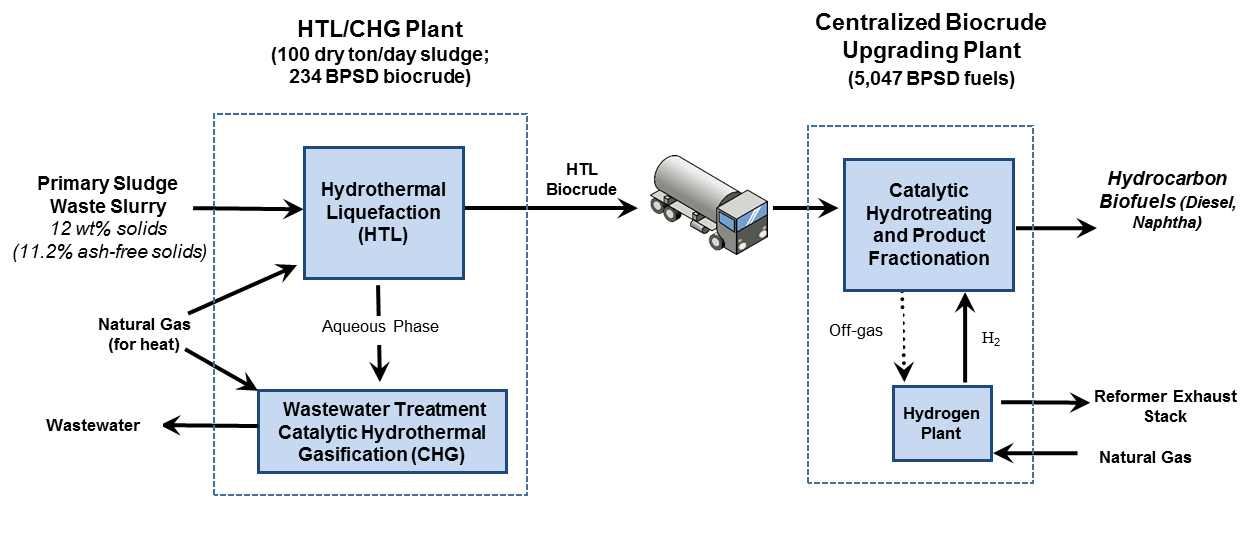 HTL/CHG Plant
(100 dry ton/day sludge;
234 BPSD biocrude)
Centralized Biocrude
Upgrading Plant
(5,047 BPSD fuels)
Primary Sludge
Waste Slurry
12 wt% solids
(11.2% ash-free solids)
Hydrothermal
Liquefaction
(HTL)
HTL
Biocrude
Catalytic
Hydrotreating
and Product
Fractionation
Hydrocarbon
Biofuels (Diesel,
Naphtha)
Natural Gas
(for heat)
Aqueous Phase
Off-gas
H₂
Wastewater
Wastewater Treatment
Catalytic Hydrothermal
Gasification (CHG)
Hydrogen
Plant
Reformer Exhaust
Stack
Natural Gas